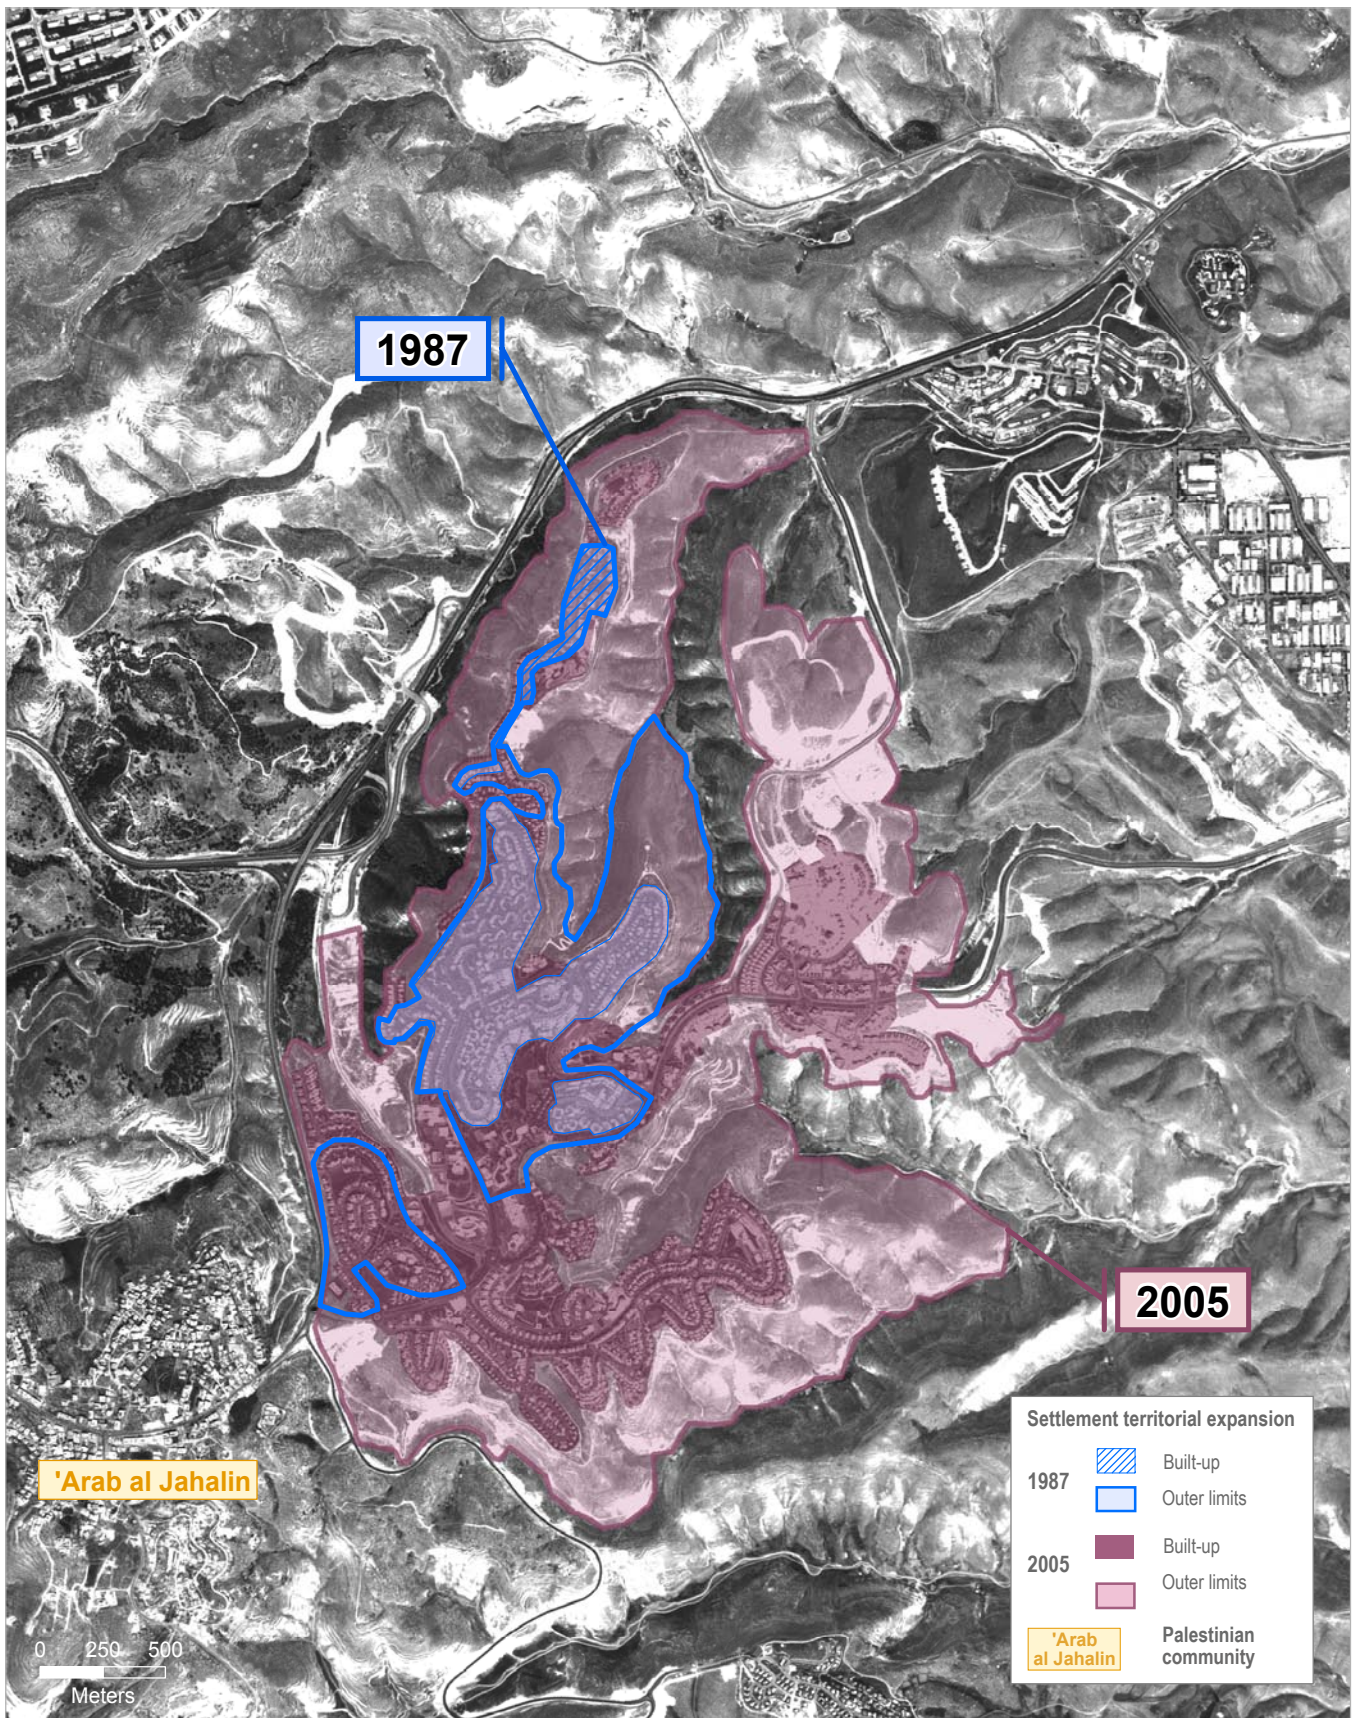 1987
2005
'Arab al Jahalin
0 250 500
Meters
Settlement territorial expansion
1987
Built-up
Outer limits
2005
Built-up
Outer limits
'Arab
al Jahalin
Palestinian
community